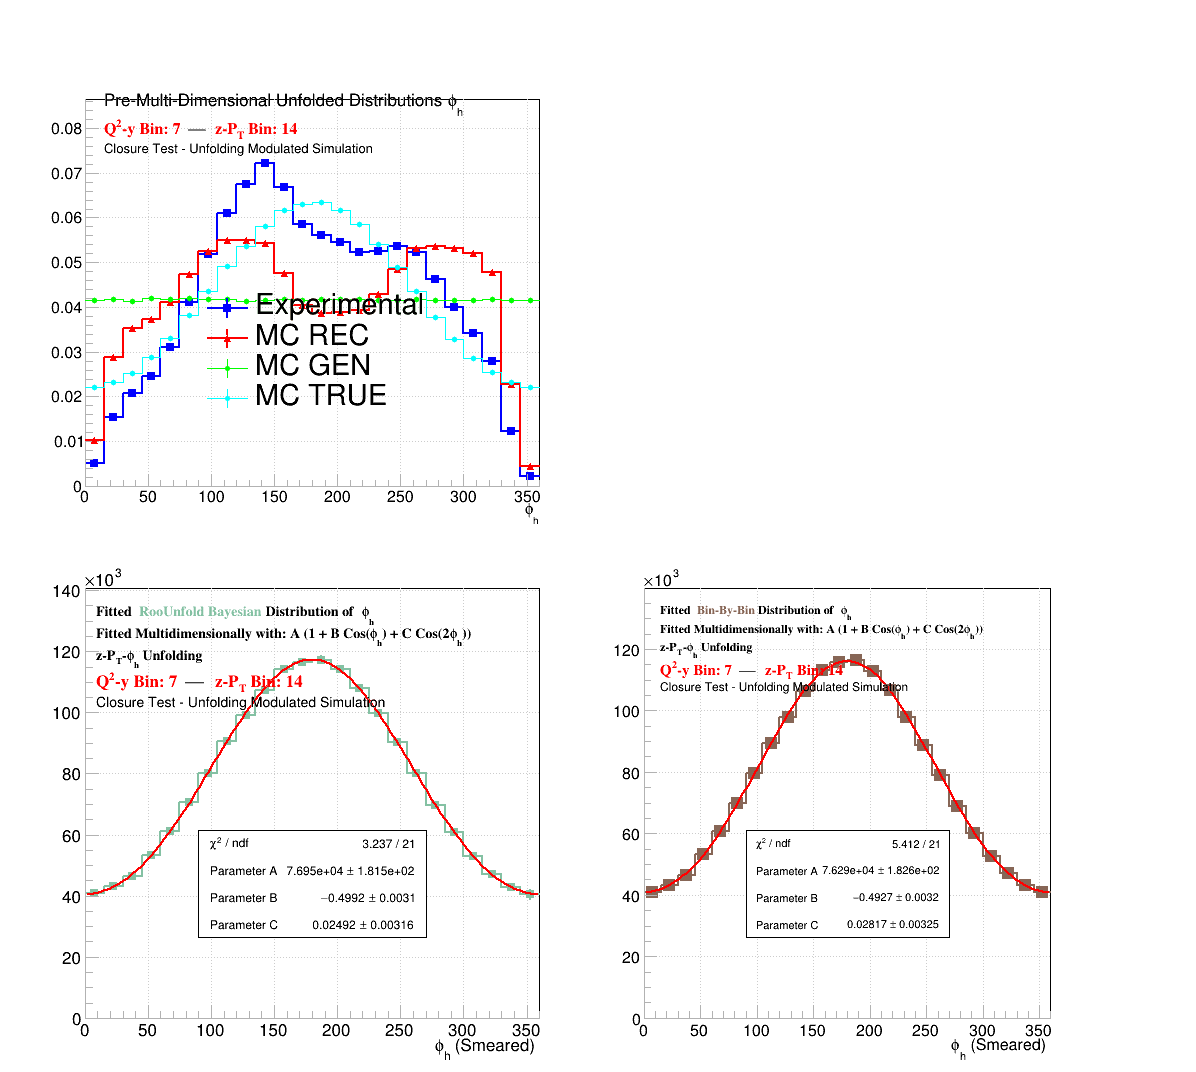 Pre-Multi-Dimensional Unfolded Distributions ϕh
Q2-y Bin: 7 — z-PT Bin: 14
Closure Test - Unfolding Modulated Simulation
0.08
0.07
0.06
0.05
0.04
0.03
0.02
0.01
0
Experimental
MC REC
MC GEN
MC TRUE
0 50 100 150 200 250 300 350
ϕh
×103
140
120
100
80
60
40
20
0
Fitted RooUnfold Bayesian Distribution of ϕh
Fitted Multidimensionally with: A (1 + B Cos(ϕh) + C Cos(2ϕh))
z-PT-ϕh Unfolding
Q2-y Bin: 7 — z-PT Bin: 14
Closure Test - Unfolding Modulated Simulation
χ2 / ndf 3.237 / 21
Parameter A 7.695e+04 ± 1.815e+02
Parameter B −0.4992 ± 0.0031
Parameter C 0.02492 ± 0.00316
0 50 100 150 200 250 300 350
ϕh (Smeared)
×103
120
100
80
60
40
20
0
Fitted Bin-By-Bin Distribution of ϕh
Fitted Multidimensionally with: A (1 + B Cos(ϕh) + C Cos(2ϕh))
z-PT-ϕh Unfolding
Q2-y Bin: 7 — z-PT Bin: 14
Closure Test - Unfolding Modulated Simulation
χ2 / ndf 5.412 / 21
Parameter A 7.629e+04 ± 1.826e+02
Parameter B −0.4927 ± 0.0032
Parameter C 0.02817 ± 0.00325
0 50 100 150 200 250 300 350
ϕh (Smeared)